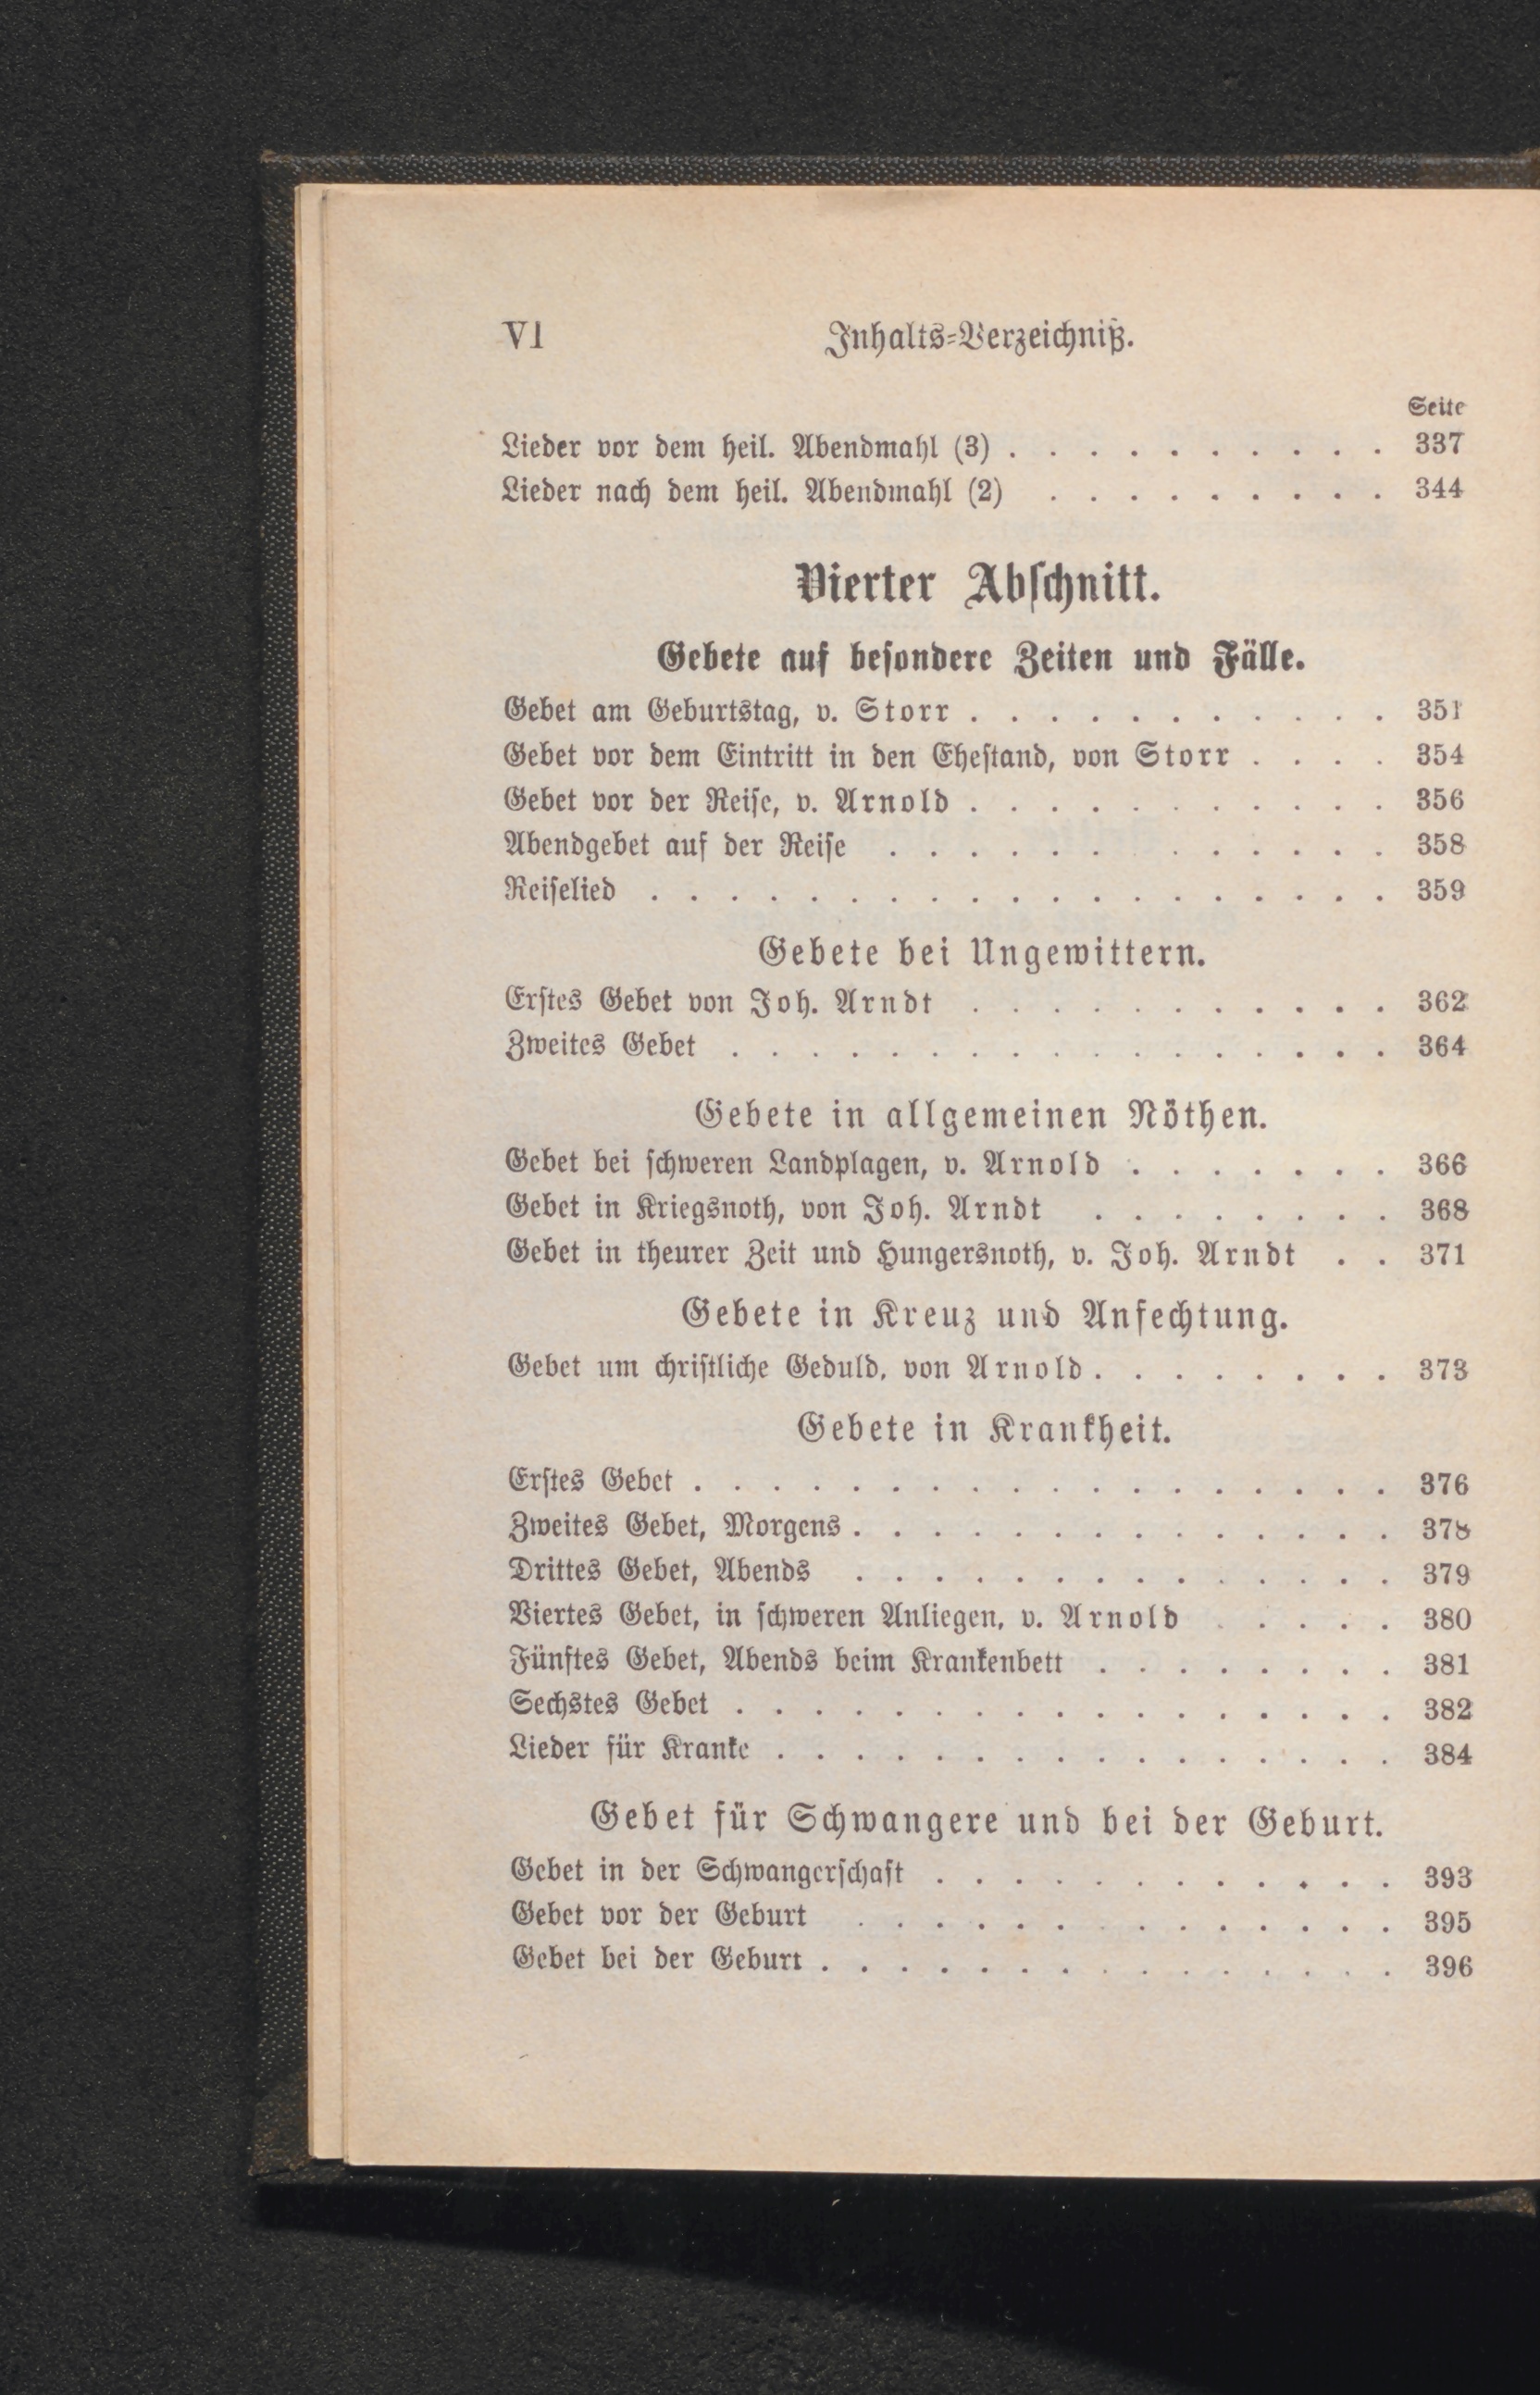 VI Inhalts-Verzeichniß.
Seite
Lieder vor dem heil. Abendmahl (3) . . . . . . . . . . 337
Lieder nach dem heil. Abendmahl (2) . . . . . . . . . 344
Vierter Abschnitt.
Gebete auf besondere Zeiten und Fälle.
Gebet am Geburtstag, v. Storr . . . . . . . . . . . 351
Gebet vor dem Eintritt in den Ehestand, von Storr . . . . 354
Gebet vor der Reise, v. Arnold . . . . . . . . . . . 356
Abendgebet auf der Reise . . . . . . . . . . . . . 358
Reiselied . . . . . . . . . . . . . . . . . . . 359
Gebete bei Ungewittern.
Erstes Gebet von Joh. Arndt . . . . . . . . . . . 362
Zweites Gebet . . . . . . . . . . . . . . . . . 364
Gebete in allgemeinen Nöthen.
Gebet bei schweren Landplagen, v. Arnold . . . . . . . 366
Gebet in Kriegsnoth, von Joh. Arndt . . . . . . . . 368
Gebet in theurer Zeit und Hungersnoth, v. Joh. Arndt . . 371
Gebete in Kreuz und Anfechtung.
Gebet um christliche Geduld, von Arnold . . . . . . . . 373
Gebete in Krankheit.
Erstes Gebet . . . . . . . . . . . . . . . . . . 376
Zweites Gebet, Morgens . . . . . . . . . . . . . . 378
Drittes Gebet, Abends . . . . . . . . . . . . . . 379
Viertes Gebet, in schweren Anliegen, v. Arnold . . . . . 380
Fünftes Gebet, Abends beim Krankenbett . . . . . . . . 381
Sechstes Gebet . . . . . . . . . . . . . . . . . 382
Lieder für Kranke . . . . . . . . . . . . . . . . 384
Gebet für Schwangere und bei der Geburt.
Gebet in der Schwangerschaft . . . . . . . . . . . . 393
Gebet vor der Geburt . . . . . . . . . . . . . . 395
Gebet bei der Geburt . . . . . . . . . . . . . . . 396